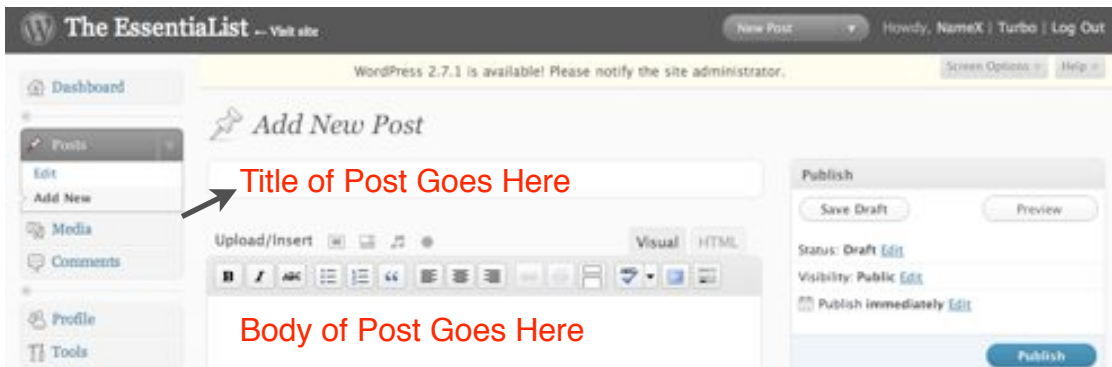 The EssentiaList ← Visit site
New Post
Howdy, NameX | Turbo | Log Out
WordPress 2.7.1 is available! Please notify the site administrator.
Screen Options
Help
Dashboard
Add New Post
Posts
Edit
Add New
Title of Post Goes Here
Publish
Save Draft
Preview
Media
Comments
Upload/Insert
Visual
HTML
Status: Draft Edit
Visibility: Public Edit
Publish immediately Edit
B I ABC
Body of Post Goes Here
Profile
Tools
Publish